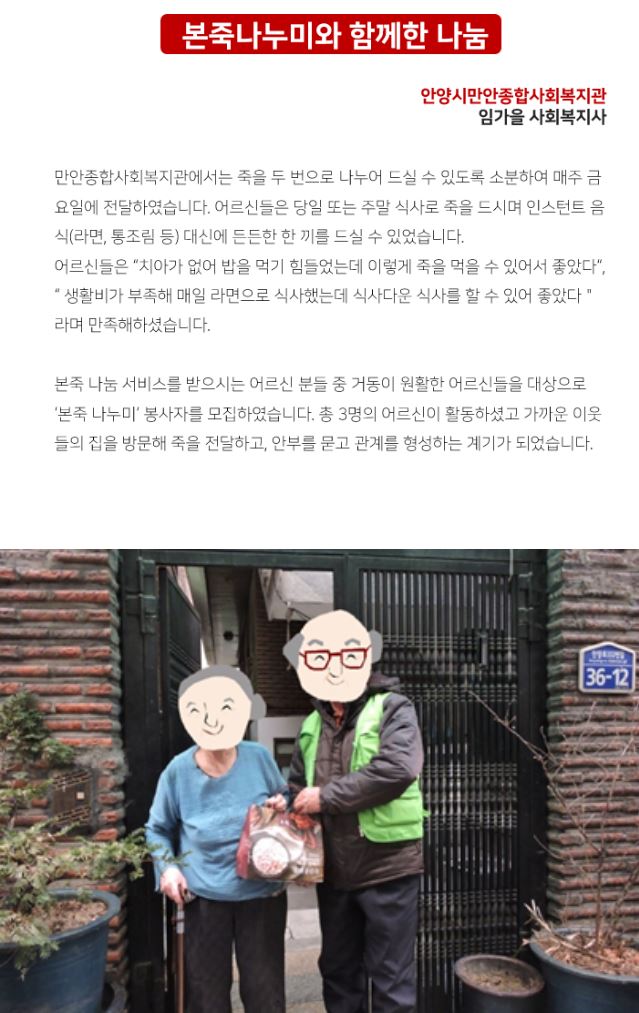 본죽나누미와 함께한 나눔
안양시만안종합사회복지관
임가을 사회복지사
만안종합사회복지관에서는 죽을 두 번으로 나누어 드실 수 있도록 소분하여 매주 금
요일에 전달하였습니다. 어르신들은 당일 또는 주말 식사로 죽을 드시며 인스턴트 음
식(라면, 통조림 등) 대신에 든든한 한 끼를 드실 수 있었습니다.
어르신들은 “치아가 없어 밥을 먹기 힘들었는데 이렇게 죽을 먹을 수 있어서 좋았다“,
“ 생활비가 부족해 매일 라면으로 식사했는데 식사다운 식사를 할 수 있어 좋았다 "
라며 만족해하셨습니다.
본죽 나눔 서비스를 받으시는 어르신 분들 중 거동이 원활한 어르신들을 대상으로
‘본죽 나누미’ 봉사자를 모집하였습니다. 총 3명의 어르신이 활동하셨고 가까운 이웃
들의 집을 방문해 죽을 전달하고, 안부를 묻고 관계를 형성하는 계기가 되었습니다.
36-12